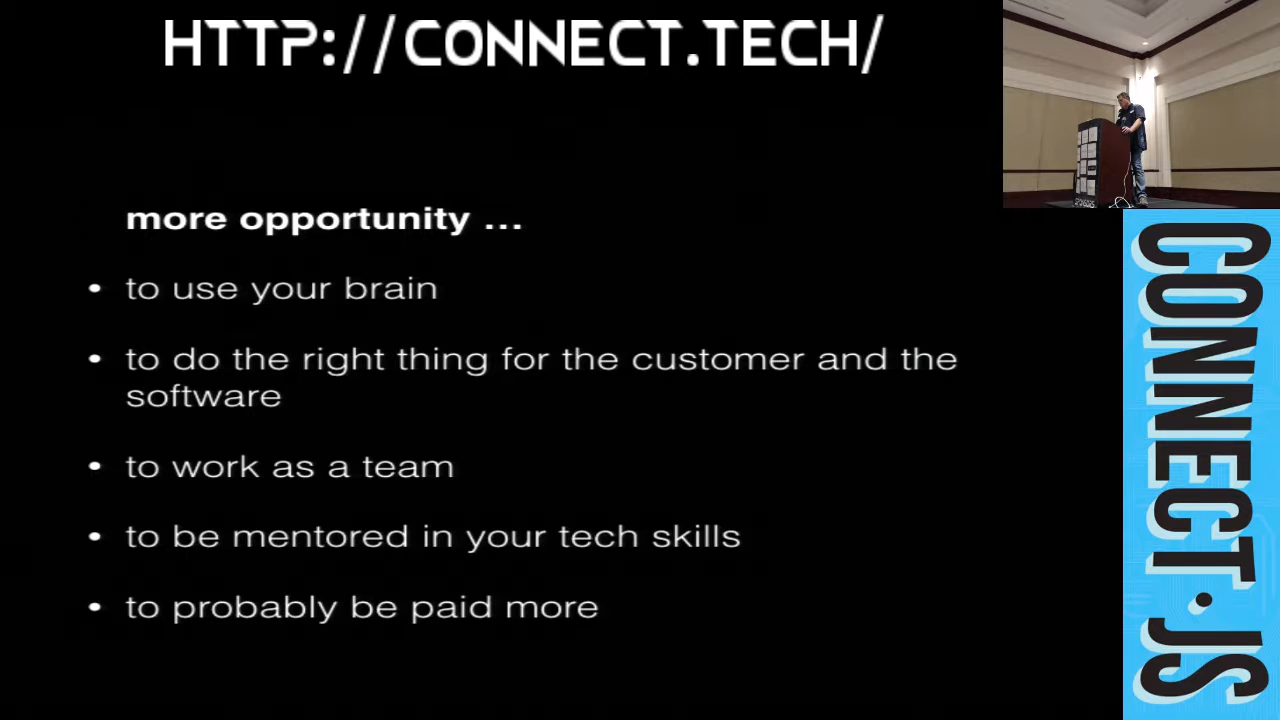 HTTP://CONNECT.TECH/
more opportunity ...
• to use your brain
• to do the right thing for the customer and the
software
• to work as a team
• to be mentored in your tech skills
• to probably be paid more
CONNECT.JS